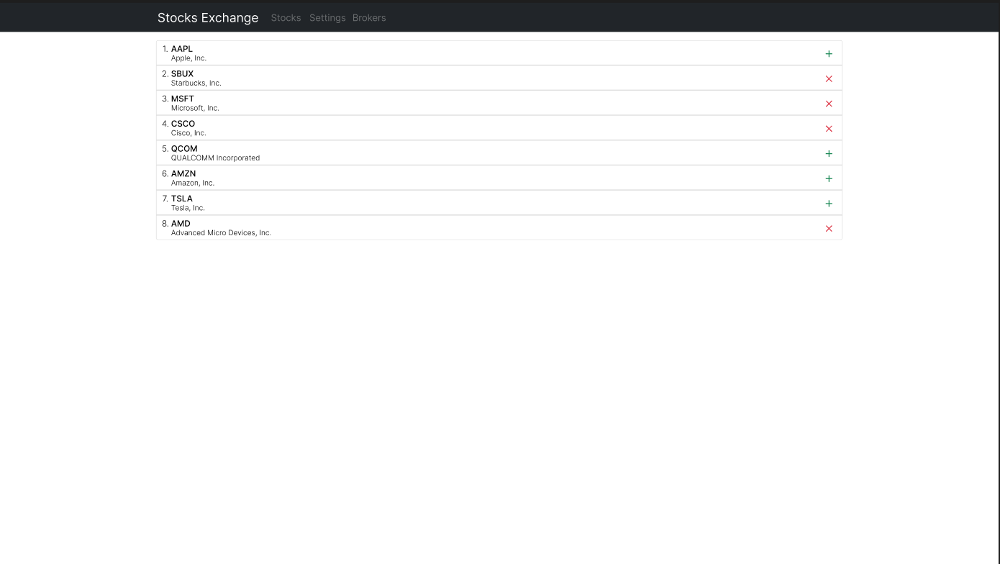 Stocks Exchange Stocks Settings Brokers
1. AAPL
Apple, Inc.
2. SBUX
Starbucks, Inc.
3. MSFT
Microsoft, Inc.
4. CSCO
Cisco, Inc.
5. QCOM
QUALCOMM Incorporated
6. AMZN
Amazon, Inc.
7. TSLA
Tesla, Inc.
8. AMD
Advanced Micro Devices, Inc.